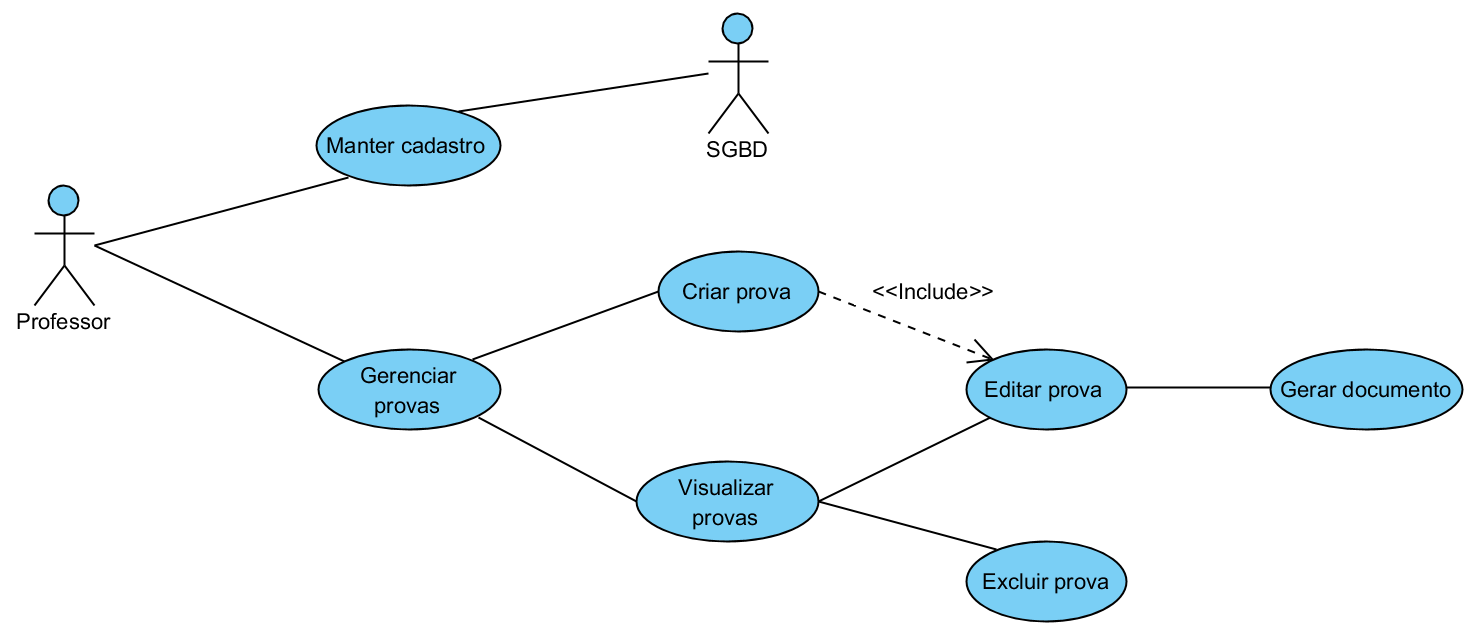 SGBD
Manter cadastro
Professor
Criar prova
<<Include>>
Gerenciar
provas
Editar prova
Gerar documento
Visualizar
provas
Excluir prova